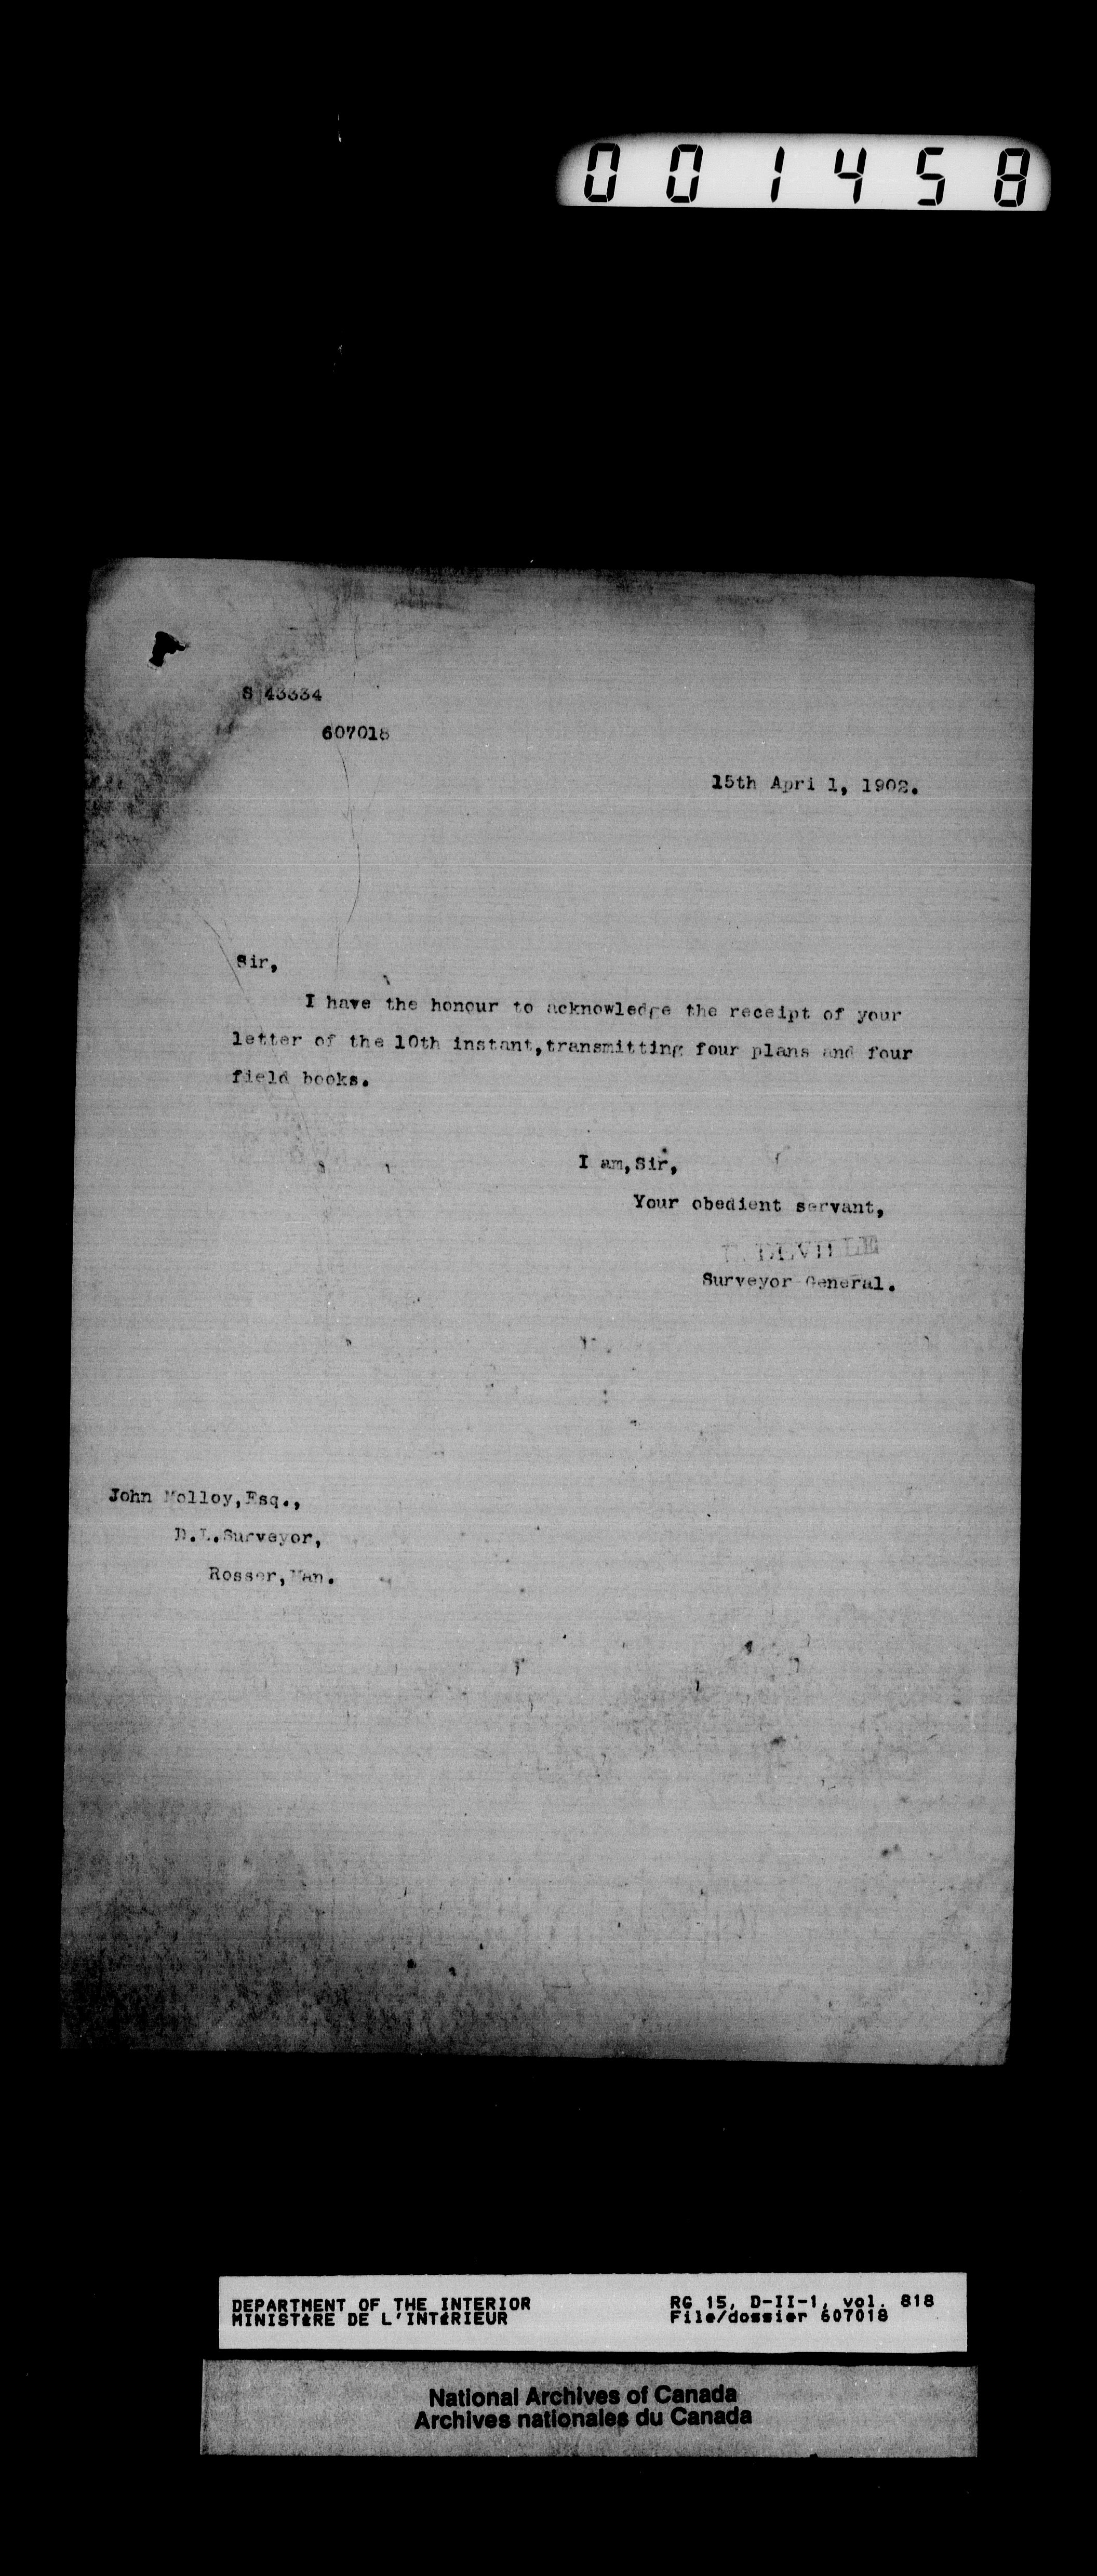 001458
S 43334
607018
15th Apri l, 1902.
Sir,
I have the honour to acknowledge the receipt of your
letter of the 10th instant,transmitting four plans and four
field books.
I am,Sir,
Your obedient servant,
E. DEVILLE
Surveyor General.
John Molloy,Esq.,
D.L.Surveyor,
Rosser,Man.
DEPARTMENT OF THE INTERIOR
MINISTÈRE DE L'INTÉRIEUR
RG 15, D-II-1, vol. 818
File/dossier 607018
National Archives of Canada
Archives nationales du Canada